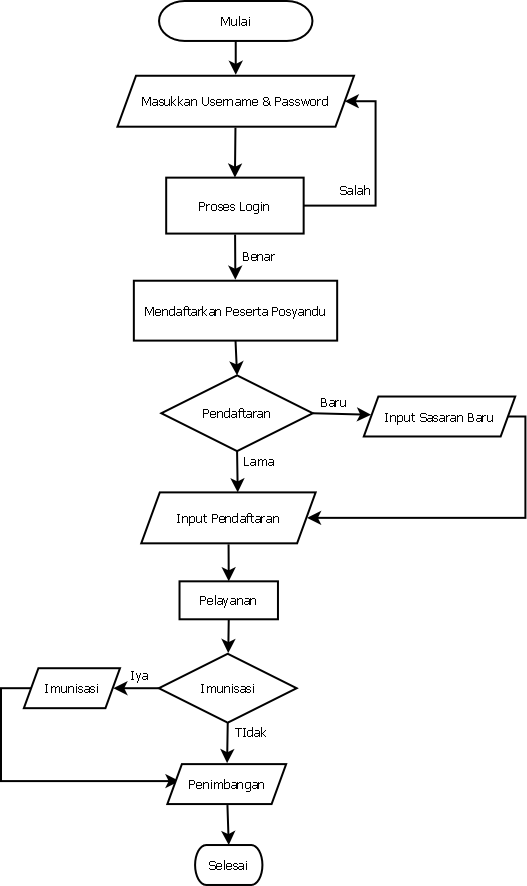 Mulai
Masukkan Username & Password
Salah
Proses Login
Benar
Mendaftarkan Peserta Posyandu
Baru
Pendaftaran
Input Sasaran Baru
Lama
Input Pendaftaran
Pelayanan
Iya
Imunisasi
Imunisasi
TIdak
Penimbangan
Selesai